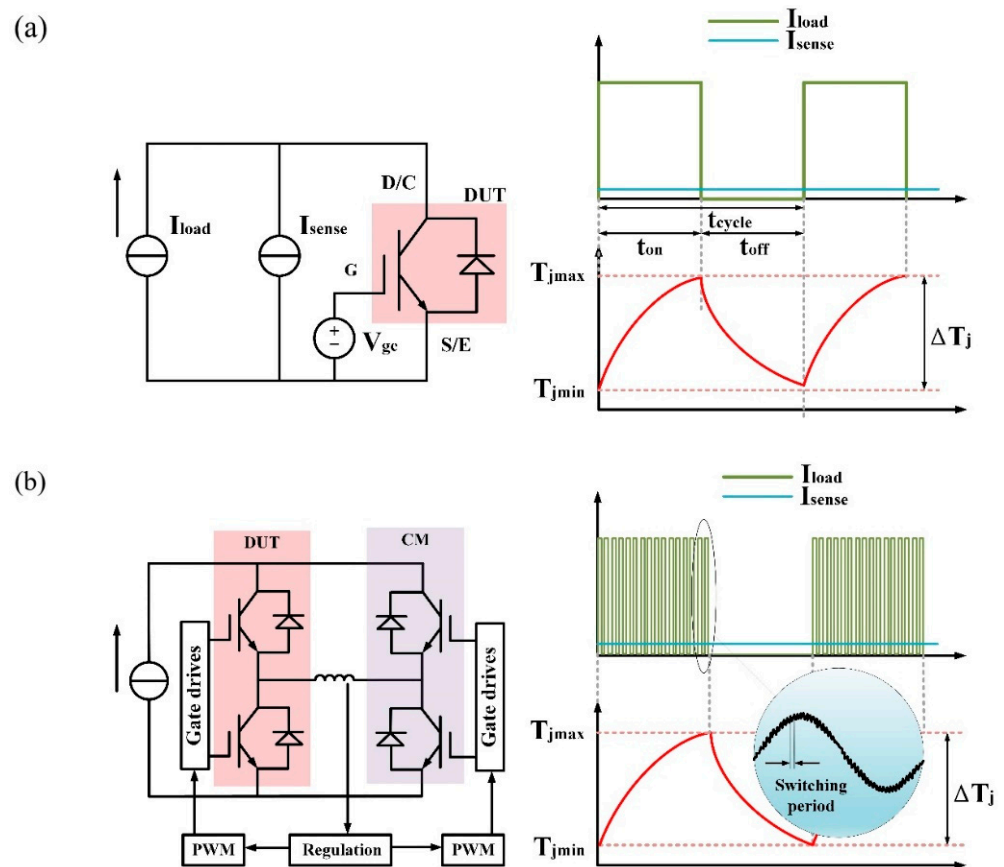 (a)
Iload
Isense
D/C
DUT
Iload
Isense
G
+
−
Vge
S/E
tcycle
ton
toff
Tjmax
ΔTj
Tjmin
(b)
Iload
Isense
DUT
CM
Gate drives
Gate drives
Tjmax
Switching
period
ΔTj
Tjmin
PWM
Regulation
PWM